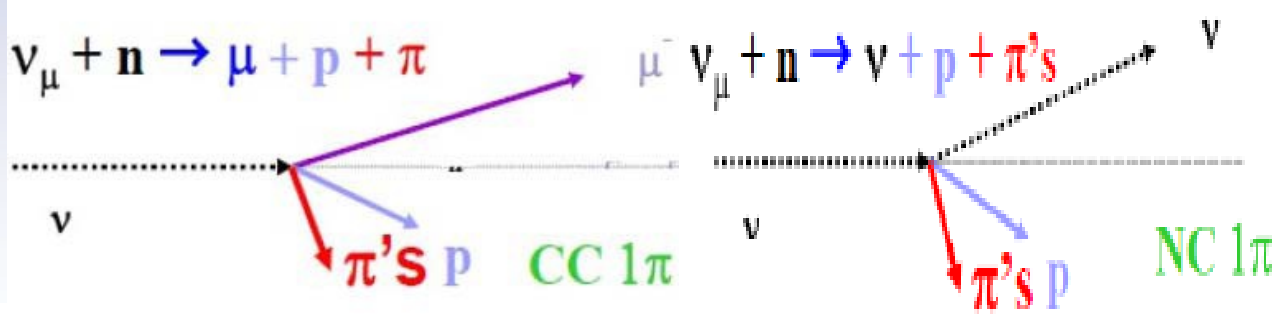 νμ + n → μ + p + π
μ⁻
ν
π's p
CC 1π
νμ + n → ν + p + π's
ν
ν
π's p
NC 1π